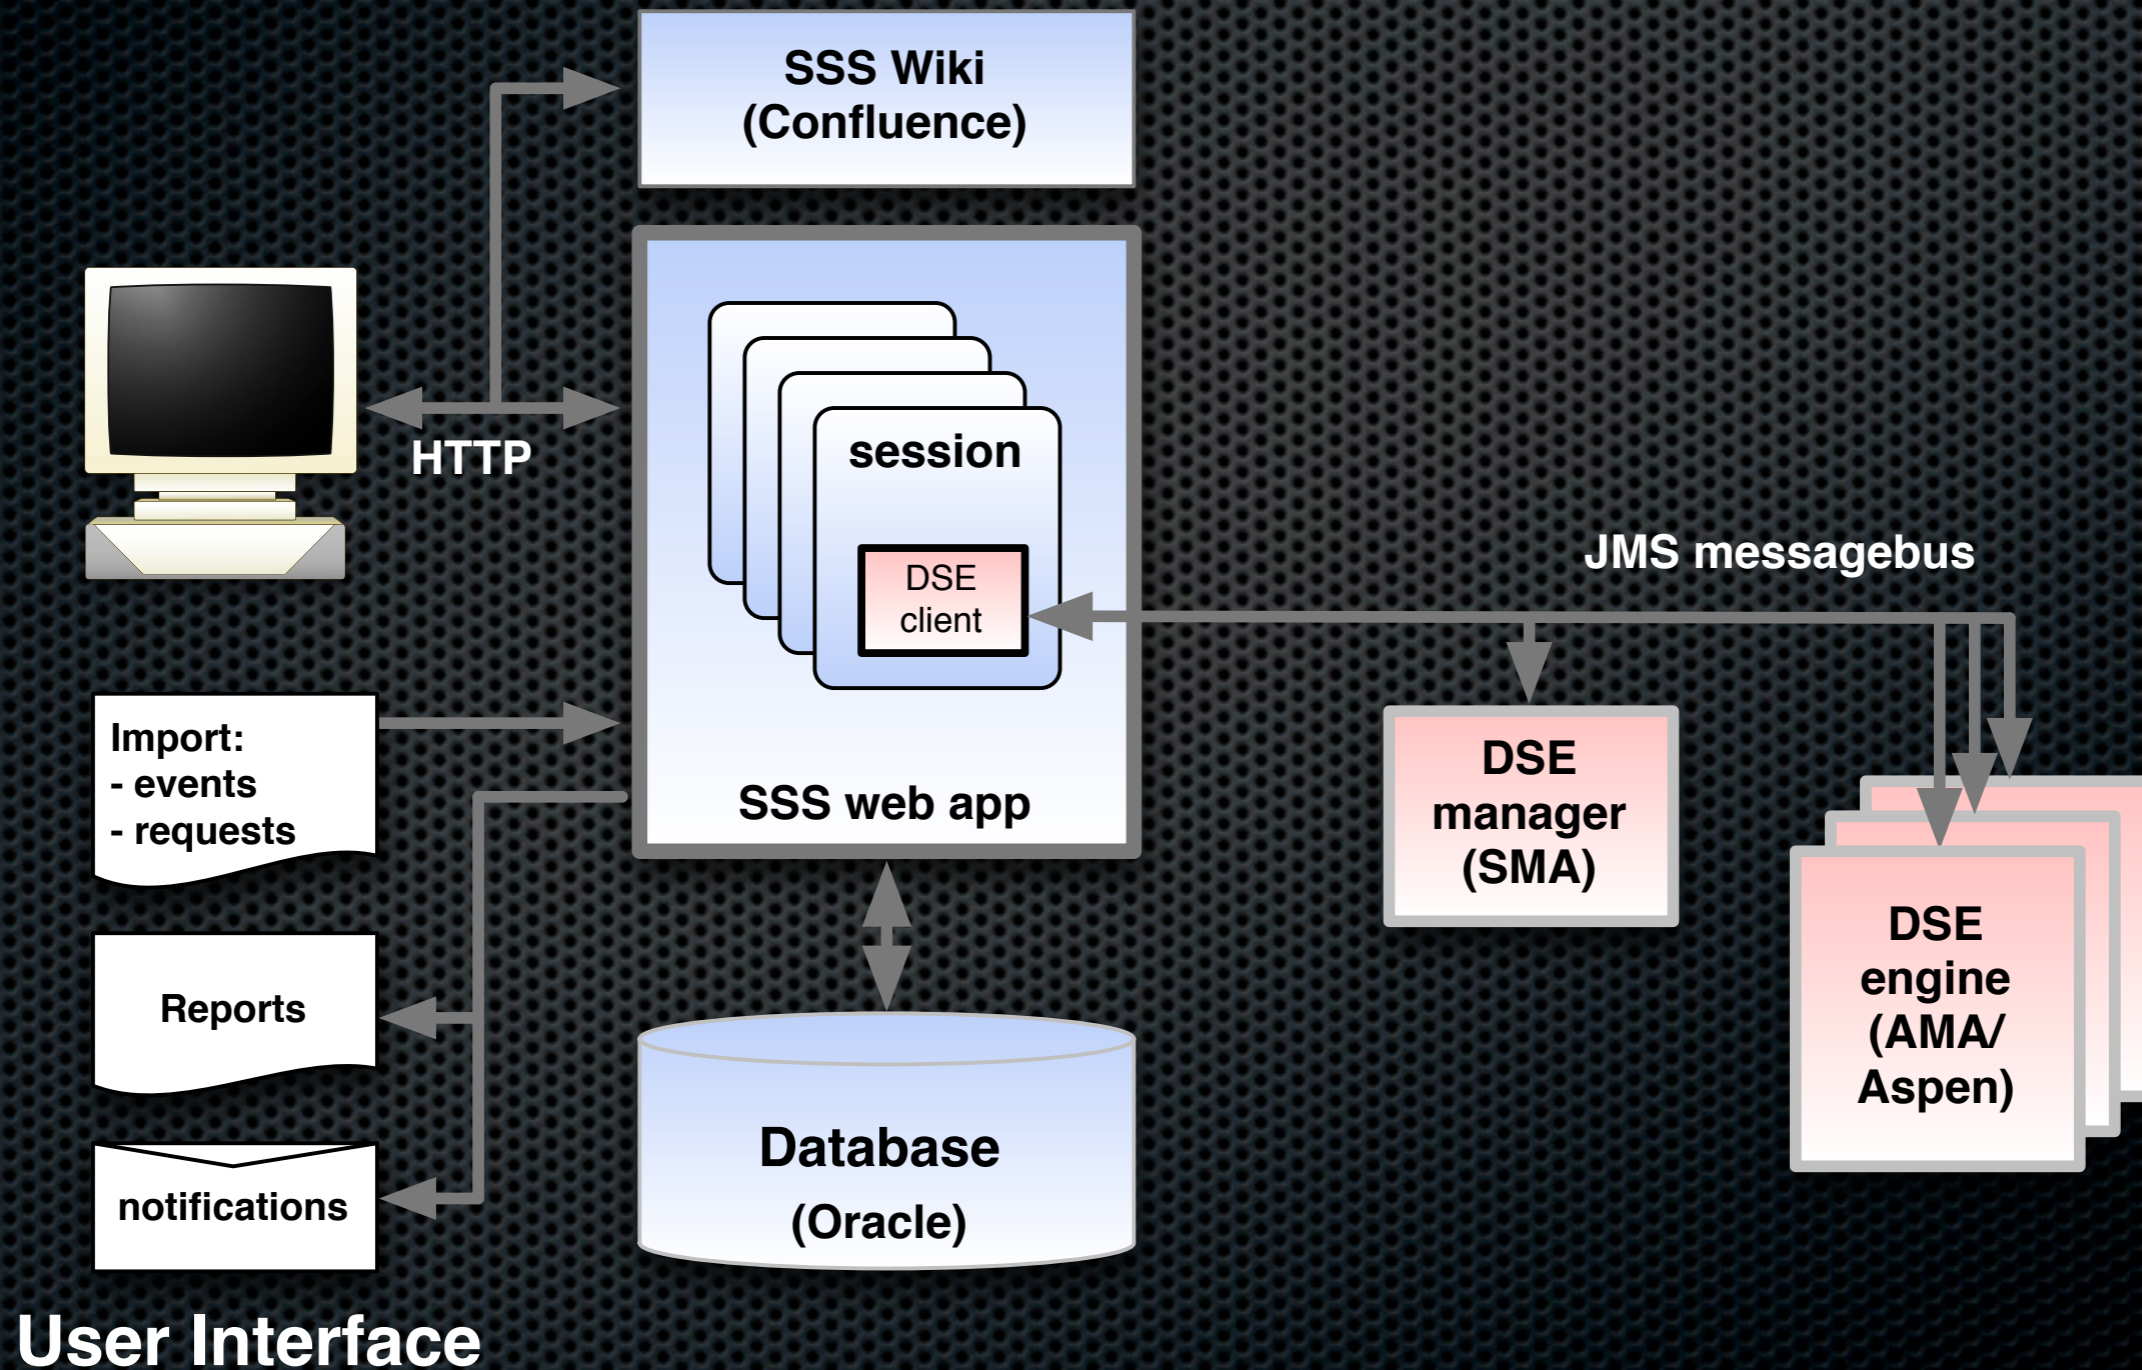 SSS Wiki
(Confluence)
HTTP
session
DSE
client
SSS web app
JMS messagebus
Import:
- events
- requests
Reports
notifications
DSE
manager
(SMA)
DSE
engine
(AMA/
Aspen)
Database
(Oracle)
User Interface